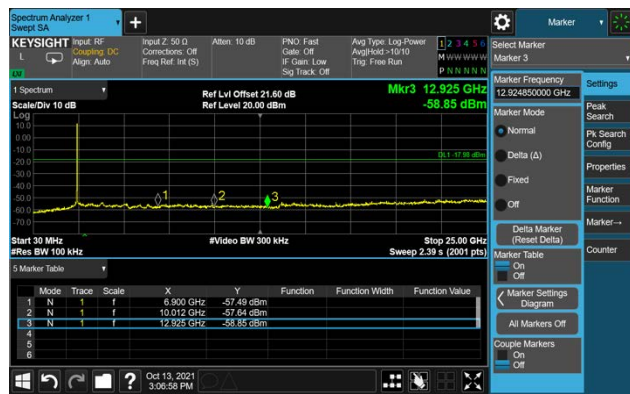 Spectrum Analyzer 1
Swept SA
Marker
KEYSIGHT Input: RF Input Z: 50 Ω Atten: 10 dB PNO: Fast Avg Type: Log-Power 1 2 3 4 5 6
L Coupling: DC Corrections: Off Gate: Off Avg|Hold:>10/10 M W W W W W
Align: Auto Freq Ref: Int (S) IF Gain: Low Trig: Free Run
Sig Track: Off P N N N N N
LV
Select Marker
Marker 3
1 Spectrum Ref Lvl Offset 21.60 dB Mkr3 12.925 GHz
Scale/Div 10 dB Ref Level 20.00 dBm -58.85 dBm
Log
10.0
0.00
-10.0
-20.0
-30.0
-40.0
-50.0
-60.0
-70.0
DL1 -17.99 dBm
1
2
3
Start 30 MHz #Video BW 300 kHz Stop 25.00 GHz
#Res BW 100 kHz Sweep 2.39 s (2001 pts)
5 Marker Table
Mode Trace Scale X Y Function Function Width Function Value
1 N 1 f 6.900 GHz -57.49 dBm
2 N 1 f 10.012 GHz -57.64 dBm
3 N 1 f 12.925 GHz -58.85 dBm
4
5
6
Marker Frequency
12.924850000 GHz
Marker Mode
Normal
Delta (Δ)
Fixed
Off
Delta Marker
(Reset Delta)
Marker Table
On
Off
Marker Settings
Diagram
All Markers Off
Couple Markers
On
Off
Settings
Peak
Search
Pk Search
Config
Properties
Marker
Function
Marker→
Counter
?
Oct 13, 2021
3:06:58 PM